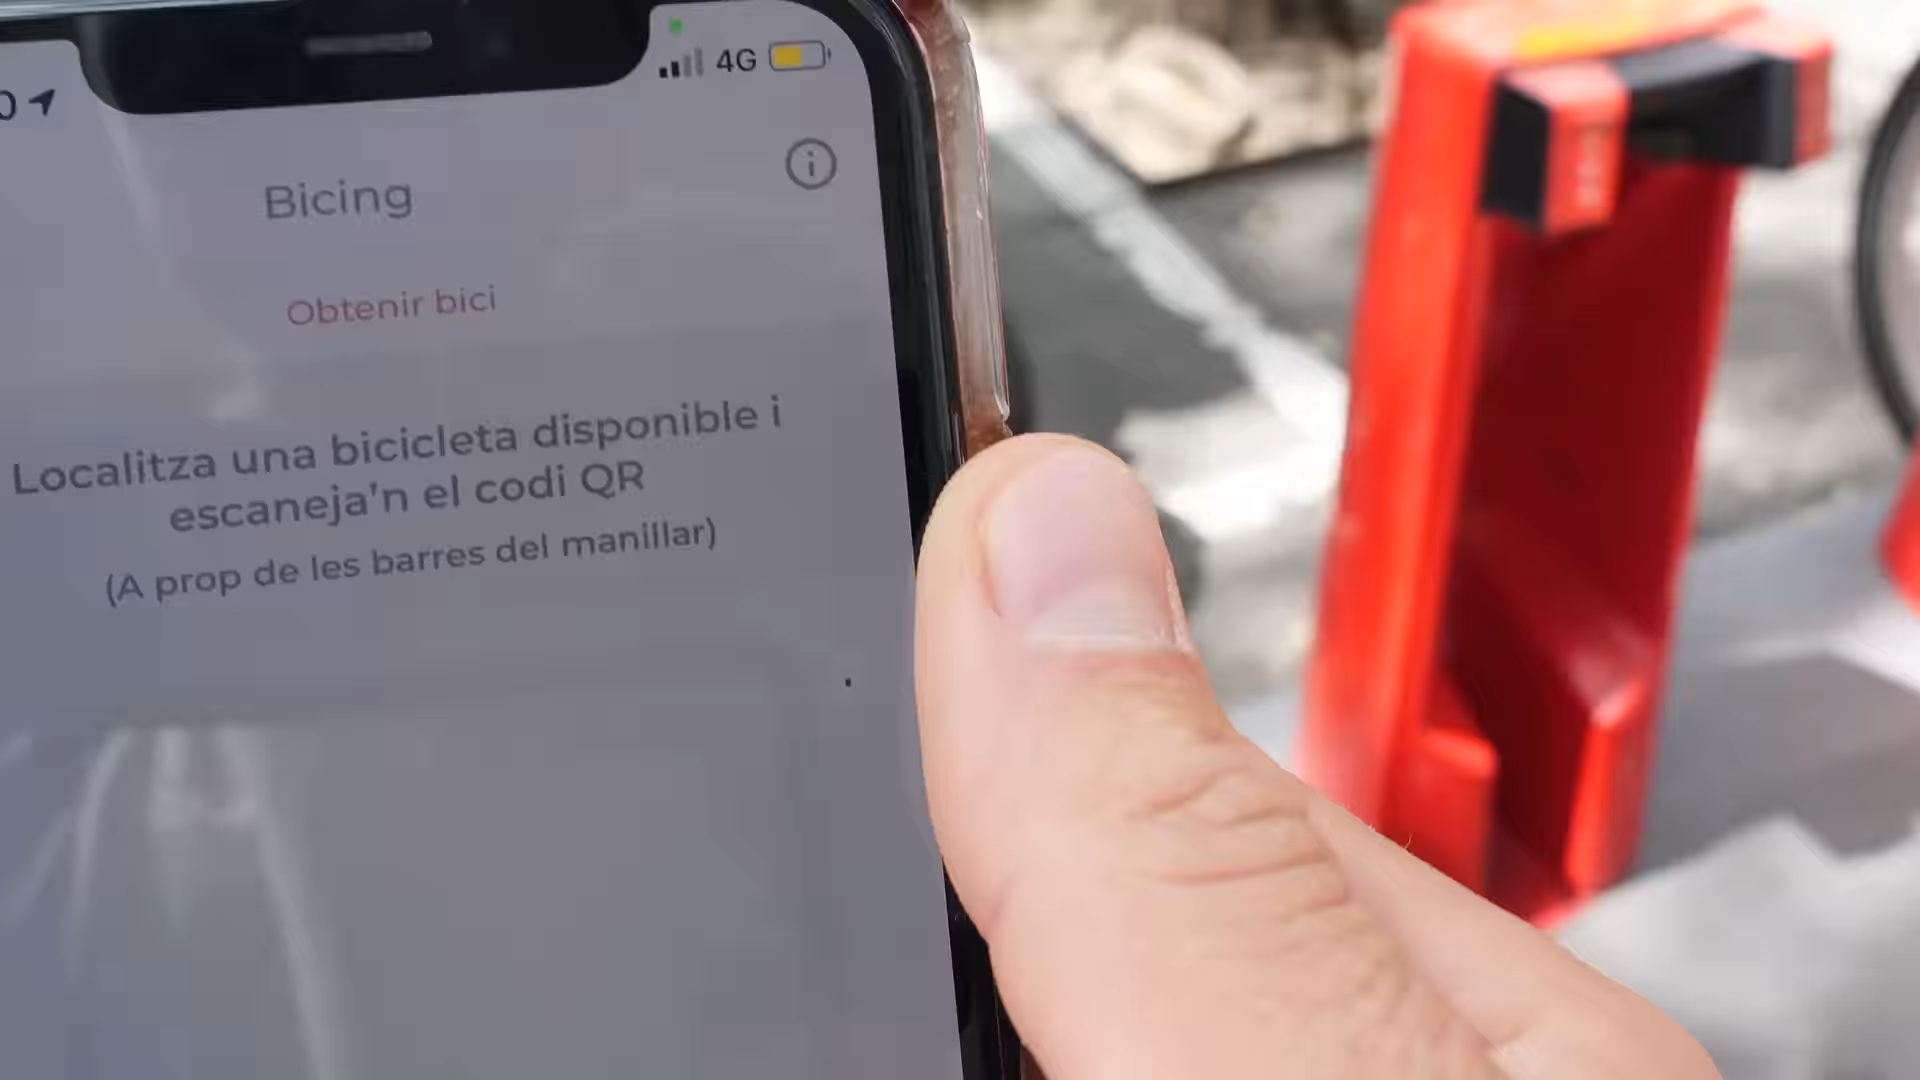 4G
Bicing
Obtenir bici
Localitza una bicicleta disponible i
escaneja'n el codi QR
(A prop de les barres del manillar)